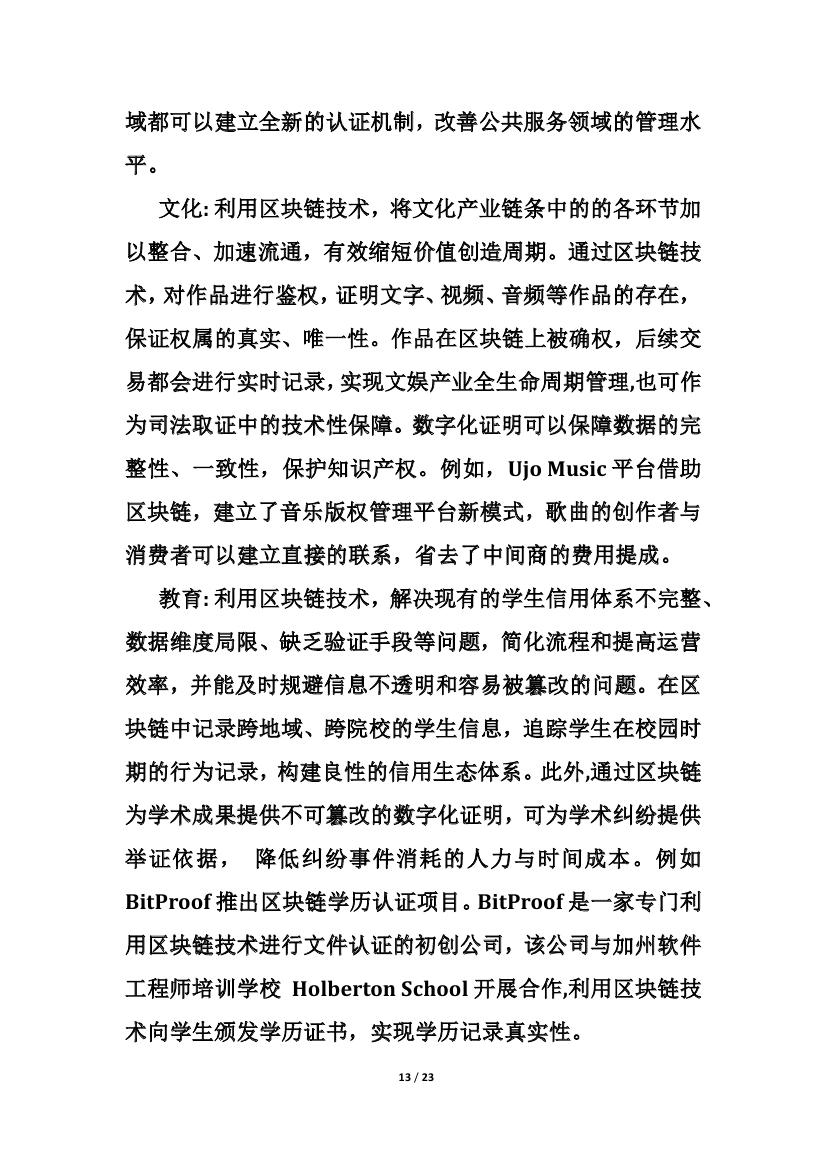 域都可以建立全新的认证机制，改善公共服务领域的管理水
平。
文化: 利用区块链技术，将文化产业链条中的的各环节加
以整合、加速流通，有效缩短价值创造周期。通过区块链技
术，对作品进行鉴权，证明文字、视频、音频等作品的存在，
保证权属的真实、唯一性。作品在区块链上被确权，后续交
易都会进行实时记录，实现文娱产业全生命周期管理,也可作
为司法取证中的技术性保障。数字化证明可以保障数据的完
整性、一致性，保护知识产权。例如，Ujo Music 平台借助
区块链，建立了音乐版权管理平台新模式，歌曲的创作者与
消费者可以建立直接的联系，省去了中间商的费用提成。
教育: 利用区块链技术，解决现有的学生信用体系不完整、
数据维度局限、缺乏验证手段等问题，简化流程和提高运营
效率，并能及时规避信息不透明和容易被篡改的问题。在区
块链中记录跨地域、跨院校的学生信息，追踪学生在校园时
期的行为记录，构建良性的信用生态体系。此外,通过区块链
为学术成果提供不可篡改的数字化证明，可为学术纠纷提供
举证依据， 降低纠纷事件消耗的人力与时间成本。例如
BitProof 推出区块链学历认证项目。BitProof 是一家专门利
用区块链技术进行文件认证的初创公司，该公司与加州软件
工程师培训学校 Holberton School 开展合作,利用区块链技
术向学生颁发学历证书，实现学历记录真实性。
13 / 23